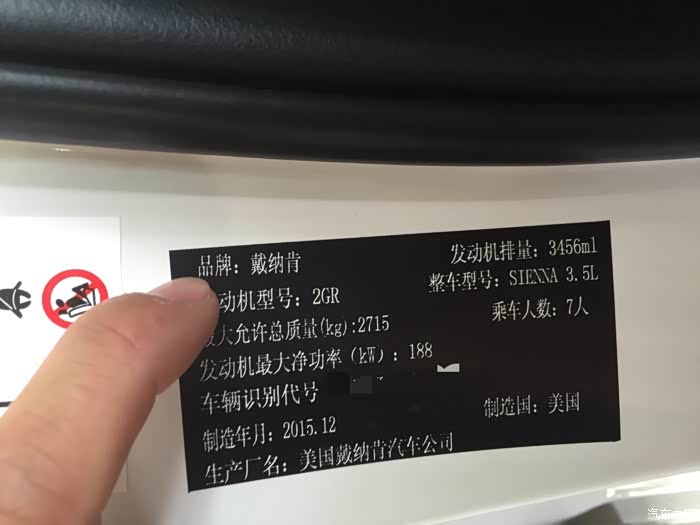 品牌：戴纳肯 发动机排量：3456ml
动机型号：2GR 整车型号：SIENNA 3.5L
大允许总质量(kg):2715 乘车人数：7人
发动机最大净功率（kW）：188
车辆识别代号
制造年月：2015.12 制造国：美国
生产厂名：美国戴纳肯汽车公司
汽车之家